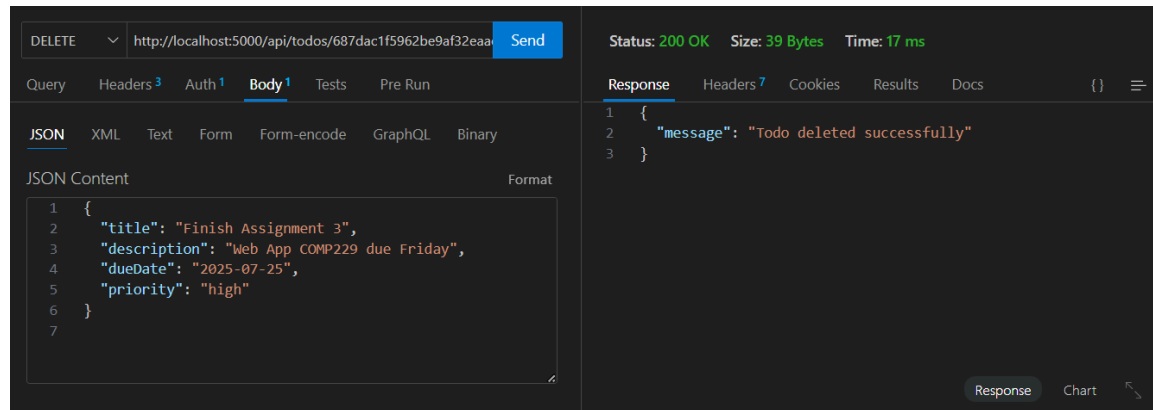 DELETE http://localhost:5000/api/todos/687dac1f5962be9af32eaa Send
Query Headers 3 Auth 1 Body 1 Tests Pre Run
JSON XML Text Form Form-encode GraphQL Binary
JSON Content Format
1 {
2 "title": "Finish Assignment 3",
3 "description": "Web App COMP229 due Friday",
4 "dueDate": "2025-07-25",
5 "priority": "high"
6 }
7
Status: 200 OK Size: 39 Bytes Time: 17 ms
Response Headers 7 Cookies Results Docs { }
1 {
2 "message": "Todo deleted successfully"
3 }
Response Chart